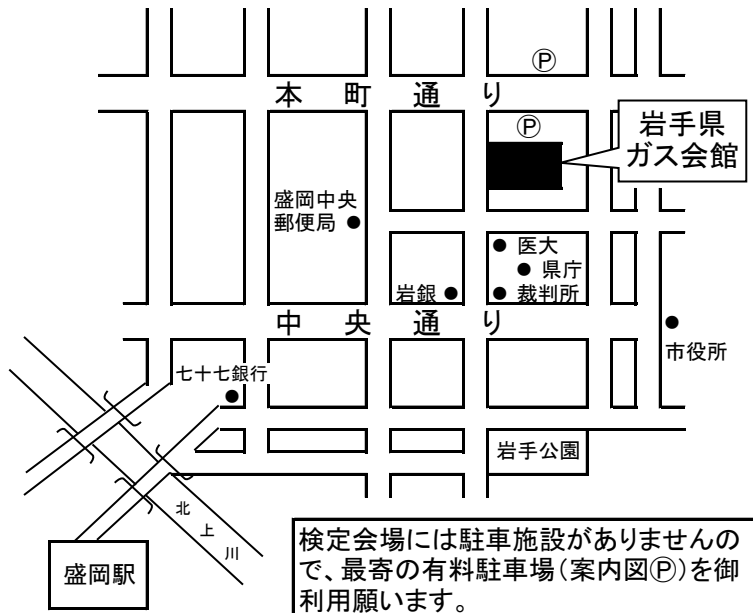 Ⓟ
本町通り
Ⓟ
岩手県
ガス会館
盛岡中央
郵便局
医大
県庁
岩銀
裁判所
中央通り
市役所
七十七銀行
岩手公園
北上川
盛岡駅
検定会場には駐車施設がありませんの
で、最寄の有料駐車場(案内図Ⓟ)を御
利用願います。